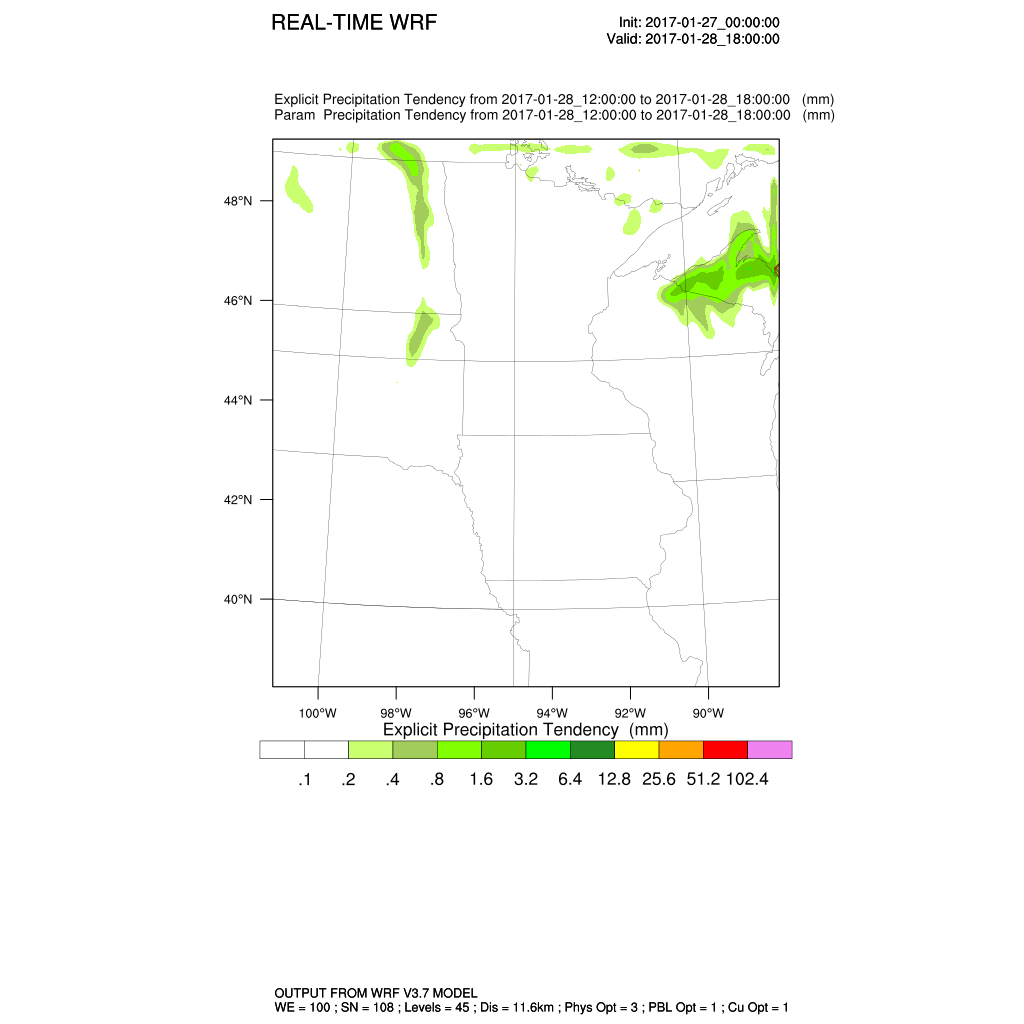 REAL-TIME WRF
Init: 2017-01-27_00:00:00
Valid: 2017-01-28_18:00:00
Explicit Precipitation Tendency from 2017-01-28_12:00:00 to 2017-01-28_18:00:00 (mm)
Param Precipitation Tendency from 2017-01-28_12:00:00 to 2017-01-28_18:00:00 (mm)
48°N
46°N
44°N
42°N
40°N
100°W 98°W 96°W 94°W 92°W 90°W
Explicit Precipitation Tendency (mm)
.1 .2 .4 .8 1.6 3.2 6.4 12.8 25.6 51.2 102.4
OUTPUT FROM WRF V3.7 MODEL
WE = 100 ; SN = 108 ; Levels = 45 ; Dis = 11.6km ; Phys Opt = 3 ; PBL Opt = 1 ; Cu Opt = 1